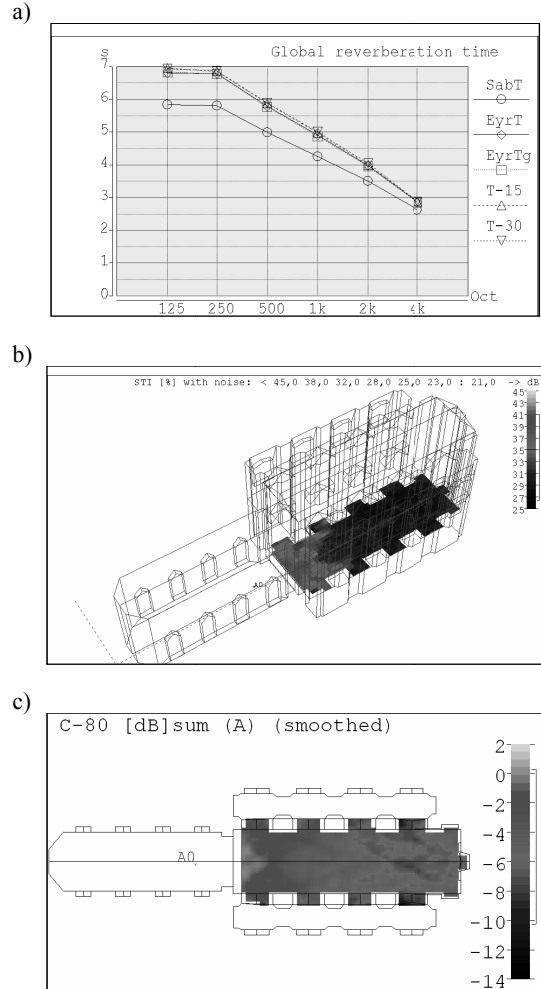 a)
s Global reverberation time
7
6
5
4
3
2
1
0
125 250 500 1k 2k 4k Oct
SabT
EyrT
EyrTg
T-15
T-30
b)
STI [%] with noise: < 45,0 38,0 32,0 28,0 25,0 23,0 : 21,0 -> dB
45
43
41
39
37
35
33
31
29
27
25
A0
c)
C-80 [dB]sum (A) (smoothed)
A0
2
0
-2
-4
-6
-8
-10
-12
-14